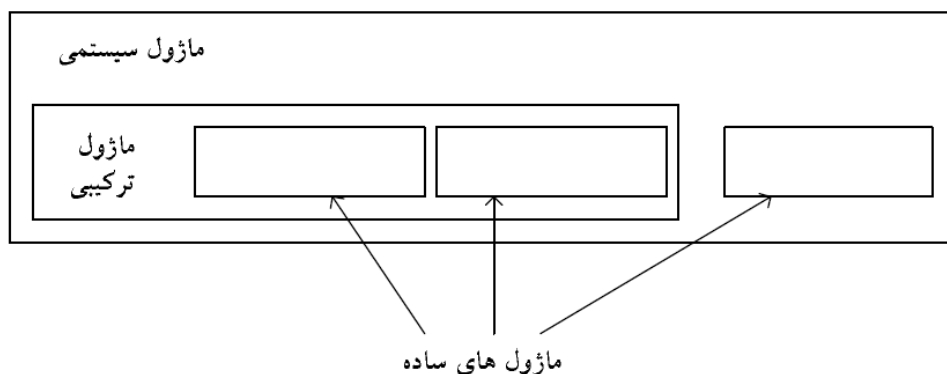 ماژول سیستمی
ماژول
ترکیبی
ماژول های ساده